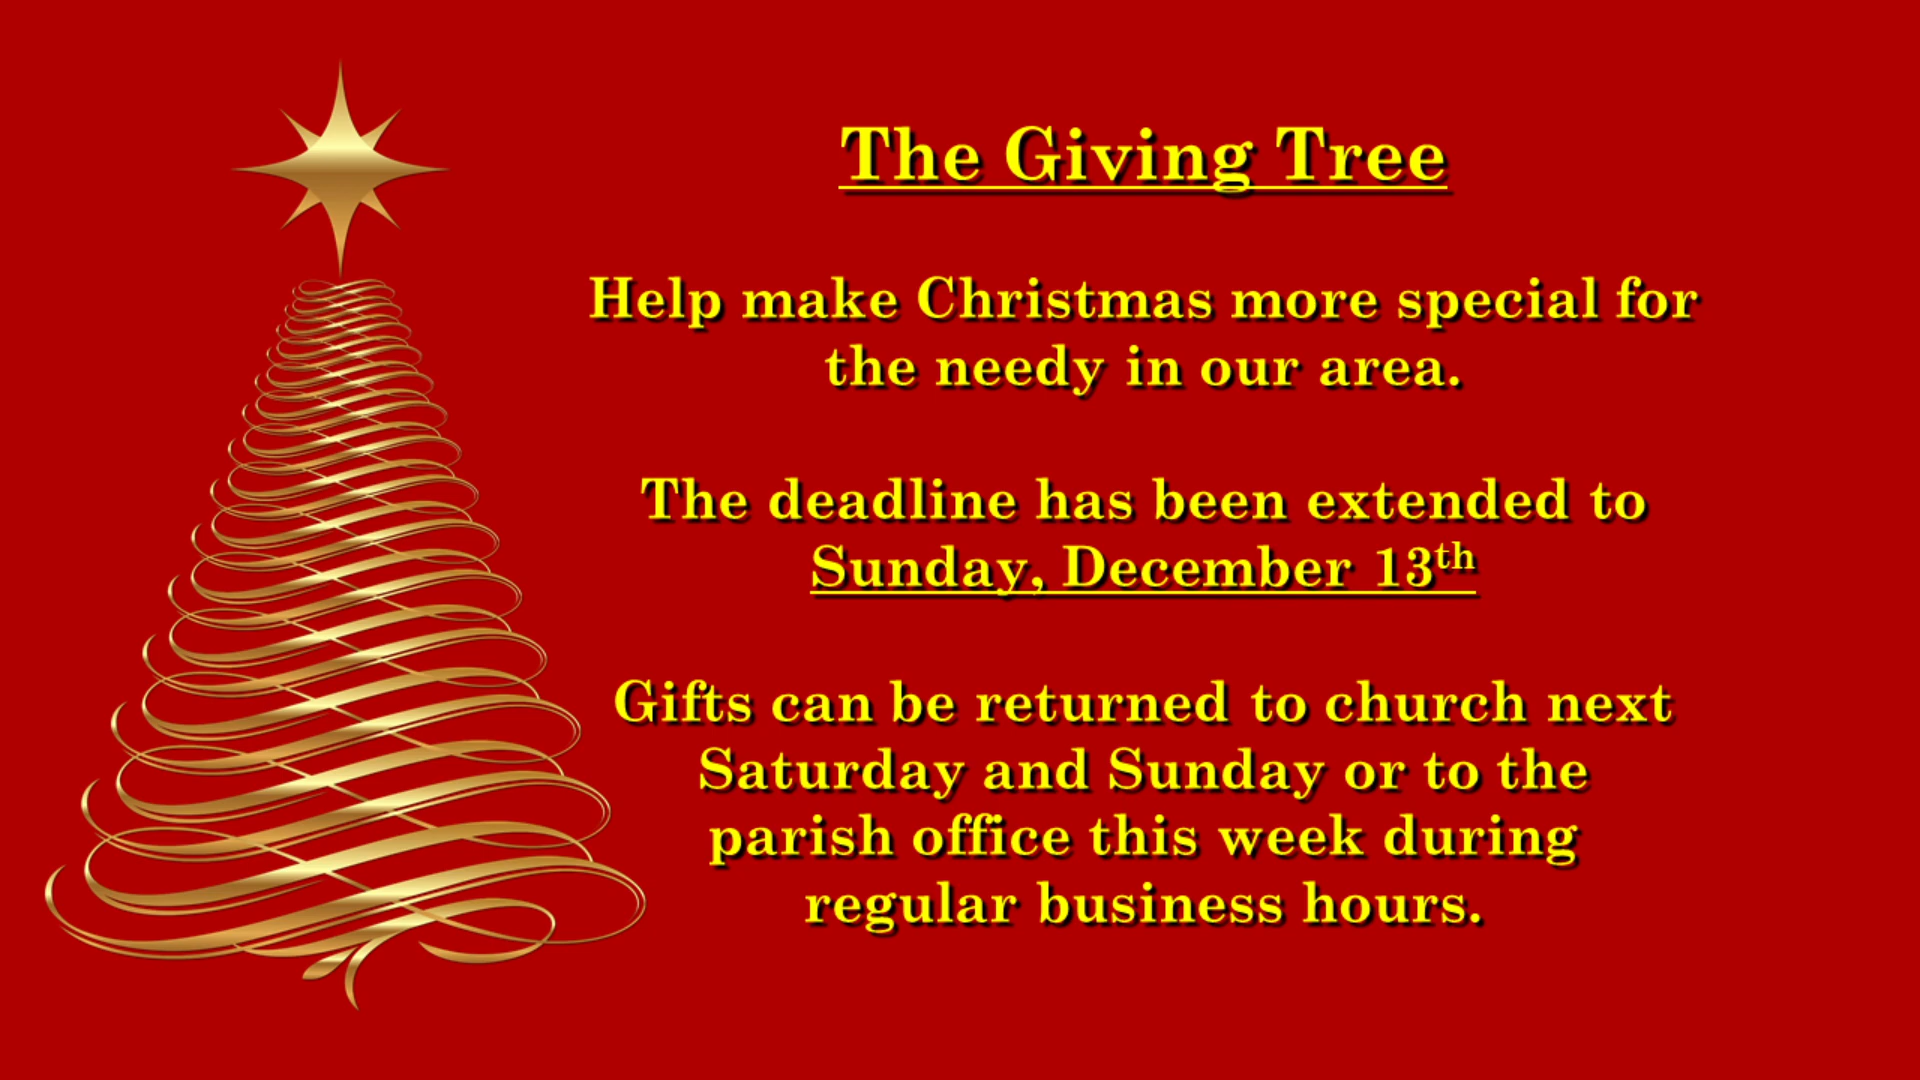 The Giving Tree
Help make Christmas more special for
the needy in our area.
The deadline has been extended to
Sunday, December 13th
Gifts can be returned to church next
Saturday and Sunday or to the
parish office this week during
regular business hours.